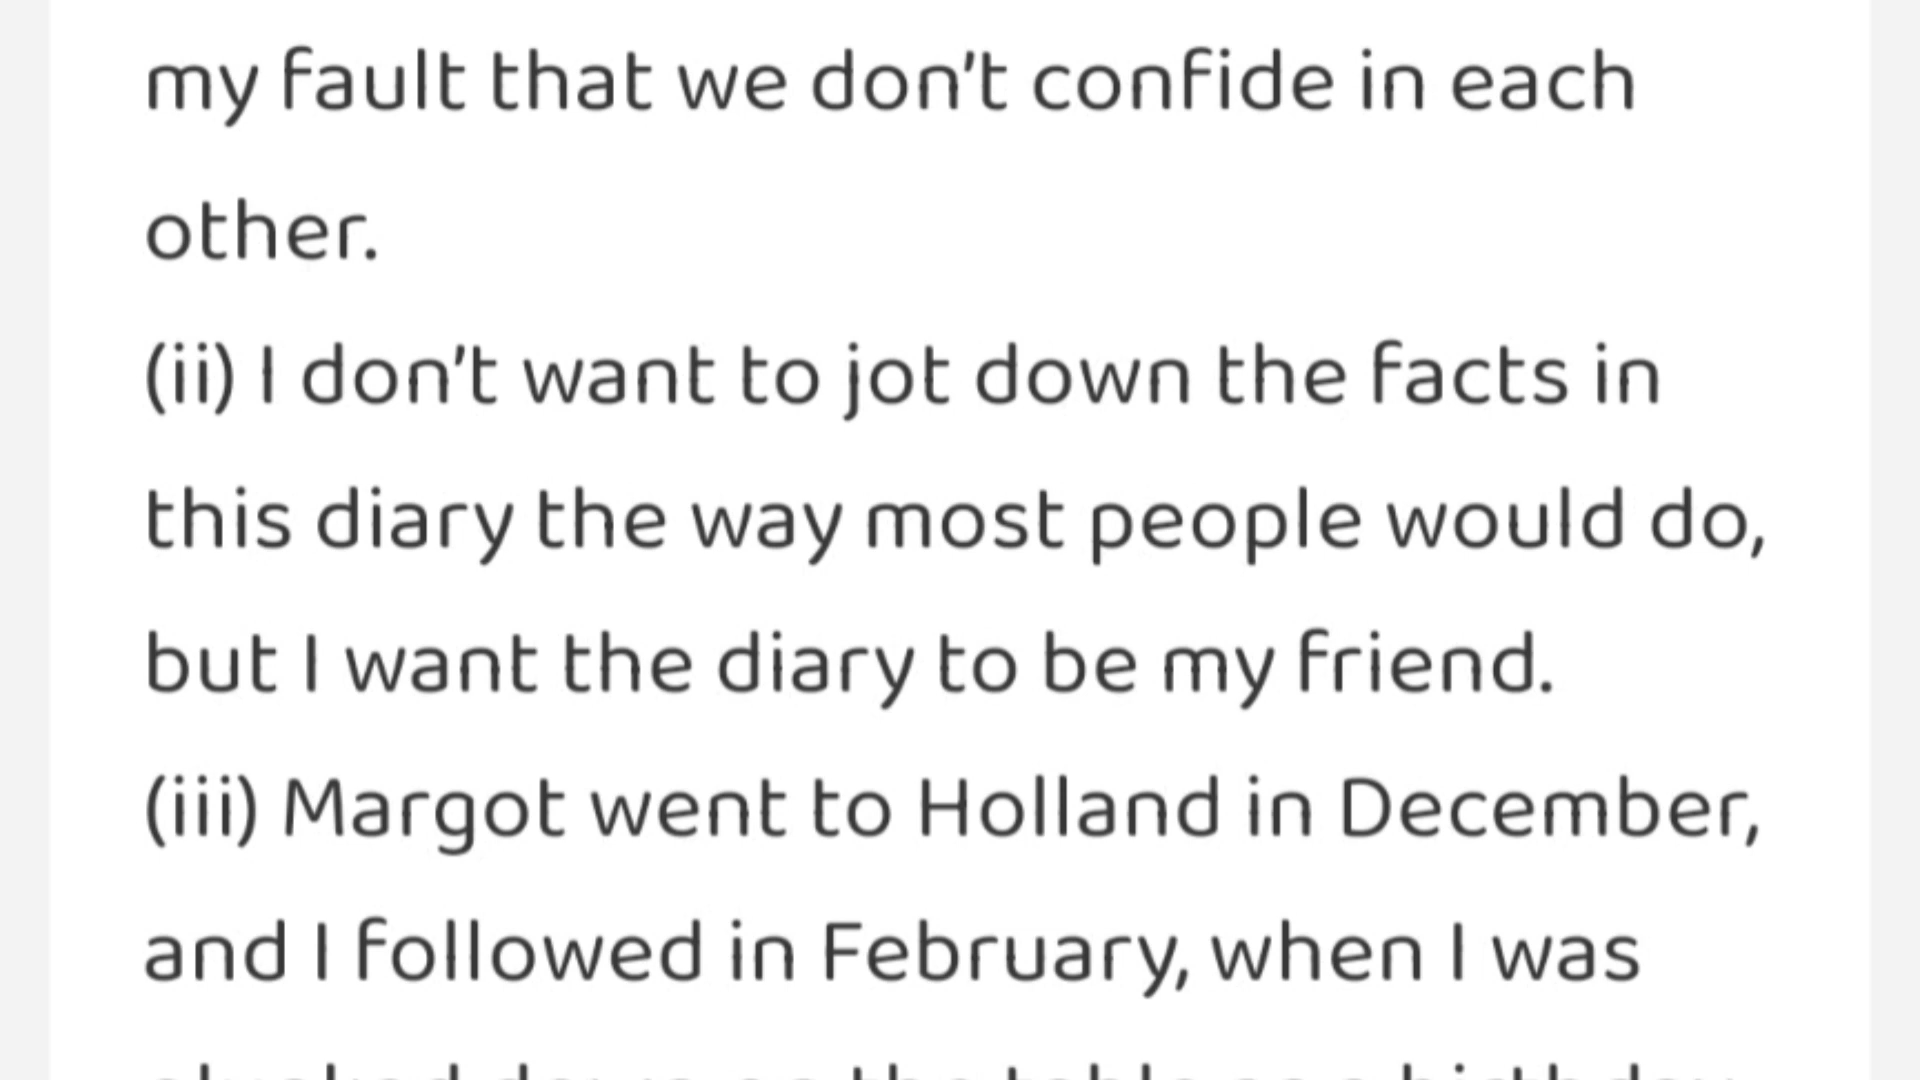 my fault that we don't confide in each
other.
(ii) I don't want to jot down the facts in
this diary the way most people would do,
but I want the diary to be my friend.
(iii) Margot went to Holland in December,
and I followed in February, when I was